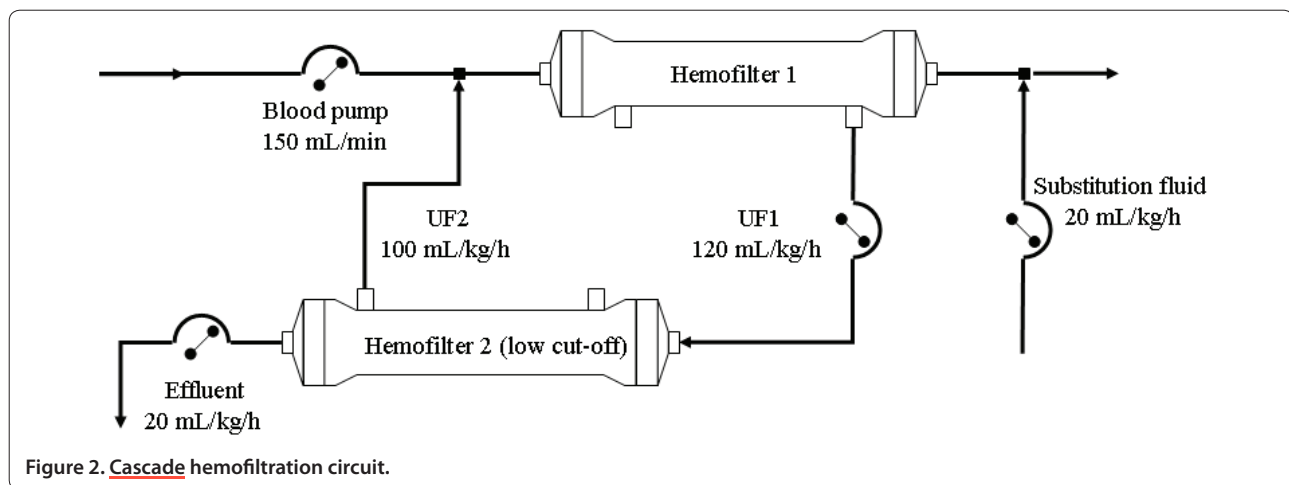 Hemofilter 1
Blood pump
150 mL/min
Substitution fluid
20 mL/kg/h
UF2
100 mL/kg/h
UF1
120 mL/kg/h
Hemofilter 2 (low cut-off)
Effluent
20 mL/kg/h
Figure 2. Cascade hemofiltration circuit.